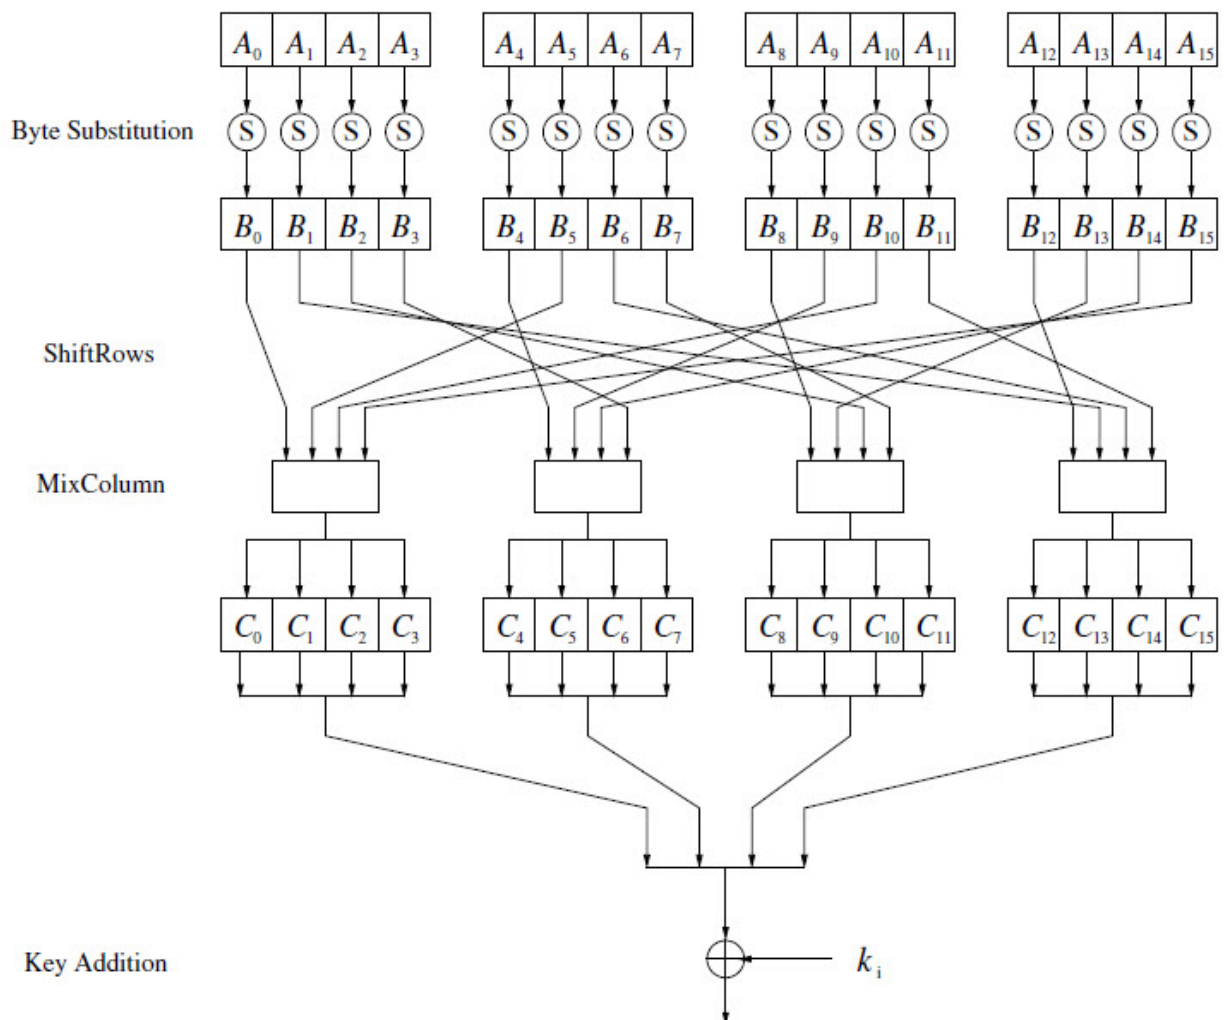 A₀ A₁ A₂ A₃ A₄ A₅ A₆ A₇ A₈ A₉ A₁₀ A₁₁ A₁₂ A₁₃ A₁₄ A₁₅
Byte Substitution S S S S S S S S S S S S S S S S
B₀ B₁ B₂ B₃ B₄ B₅ B₆ B₇ B₈ B₉ B₁₀ B₁₁ B₁₂ B₁₃ B₁₄ B₁₅
ShiftRows
MixColumn
C₀ C₁ C₂ C₃ C₄ C₅ C₆ C₇ C₈ C₉ C₁₀ C₁₁ C₁₂ C₁₃ C₁₄ C₁₅
Key Addition kᵢ